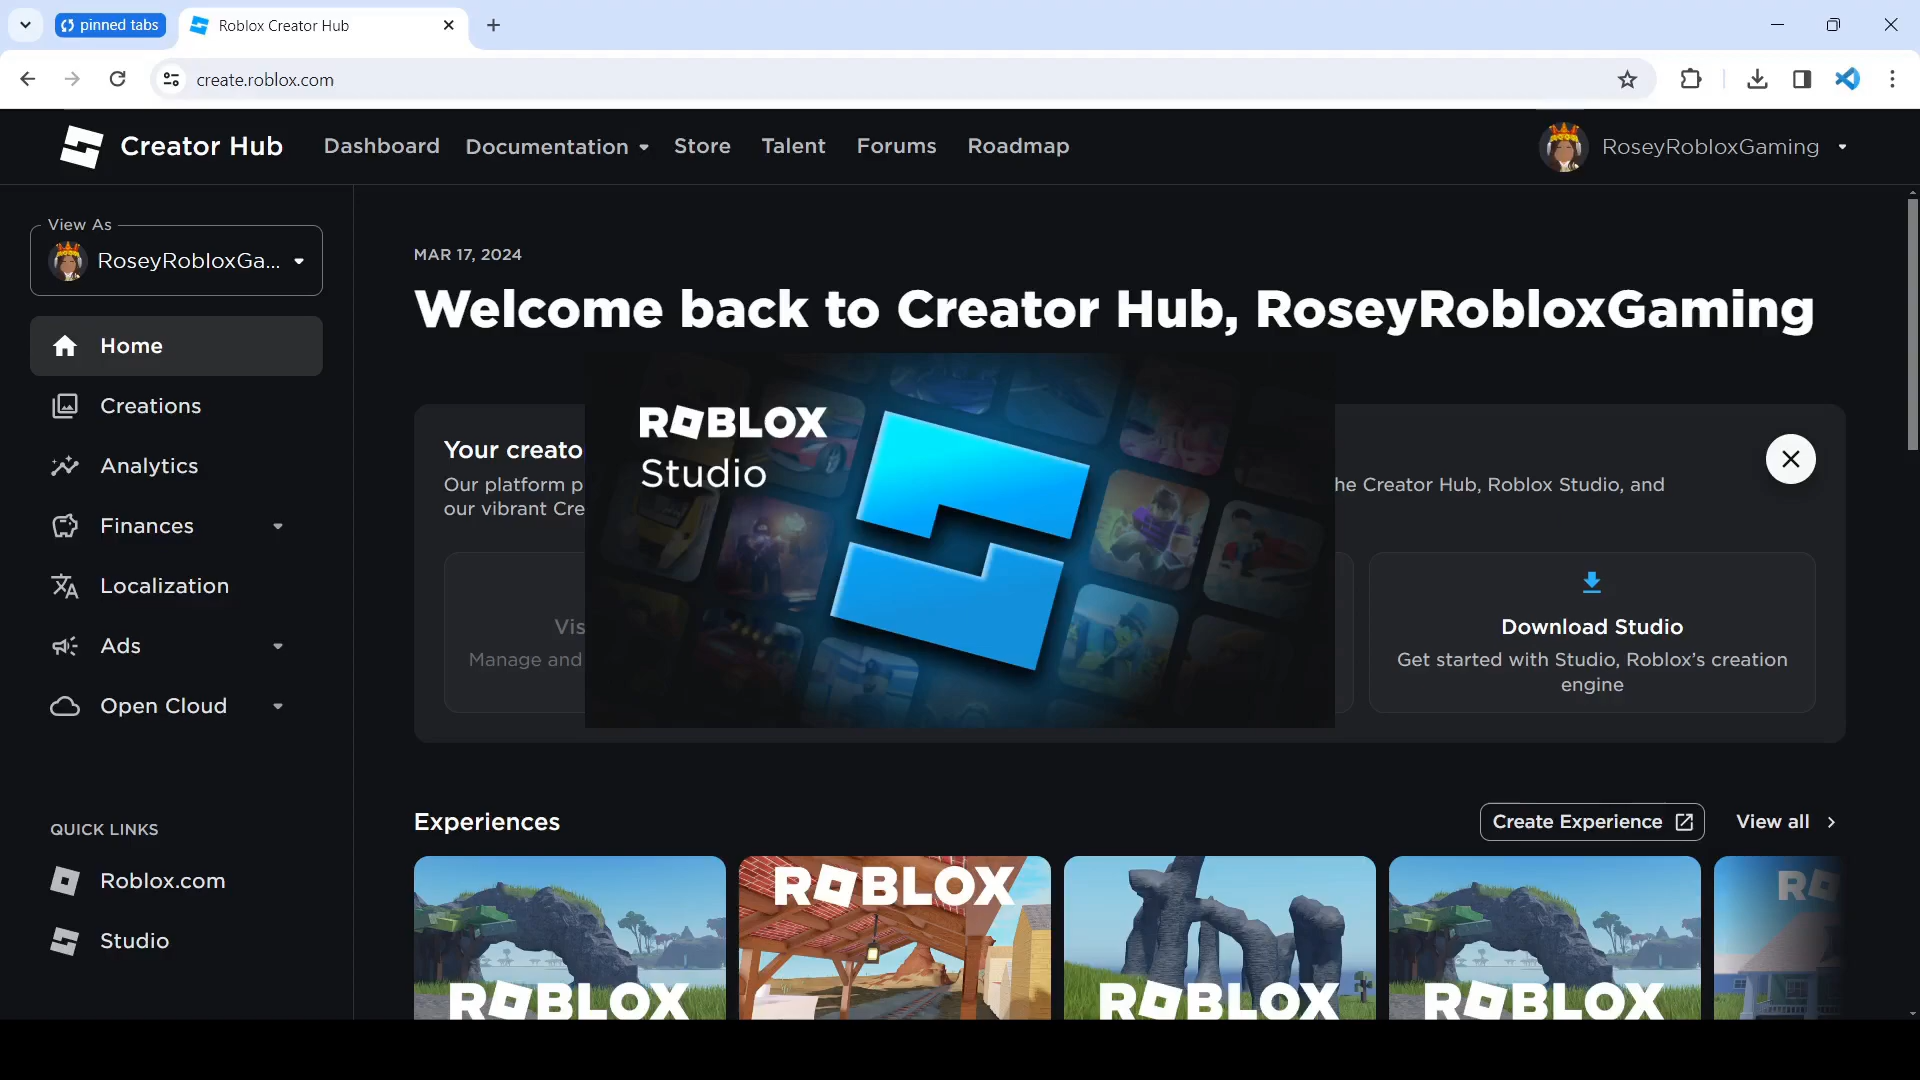 pinned tabs
Roblox Creator Hub
create.roblox.com
Creator Hub
Dashboard
Documentation
Store
Talent
Forums
Roadmap
RoseyRobloxGaming
View As
RoseyRobloxGa...
Home
Creations
Analytics
Finances
Localization
Ads
Open Cloud
QUICK LINKS
Roblox.com
Studio
MAR 17, 2024
Welcome back to Creator Hub, RoseyRobloxGaming
Your creato
Our platform p
he Creator Hub, Roblox Studio, and
our vibrant Cre
Vis
Manage and
ROBLOX
Studio
Download Studio
Get started with Studio, Roblox's creation
engine
Experiences
Create Experience
View all
ROBLOX
ROBLOX
ROBLOX
ROBLOX
RO